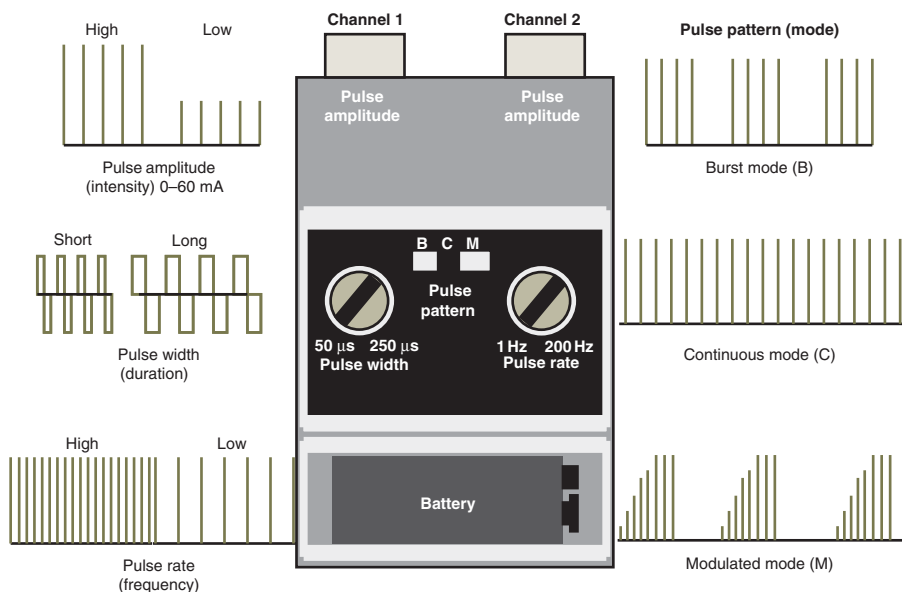 High Low
Pulse amplitude
(intensity) 0–60 mA
Short Long
Pulse width
(duration)
High Low
Pulse rate
(frequency)
Channel 1 Channel 2
Pulse
amplitude
Pulse
amplitude
B C M
Pulse
pattern
50 μs 250 μs
Pulse width
1 Hz 200 Hz
Pulse rate
Battery
Pulse pattern (mode)
Burst mode (B)
Continuous mode (C)
Modulated mode (M)